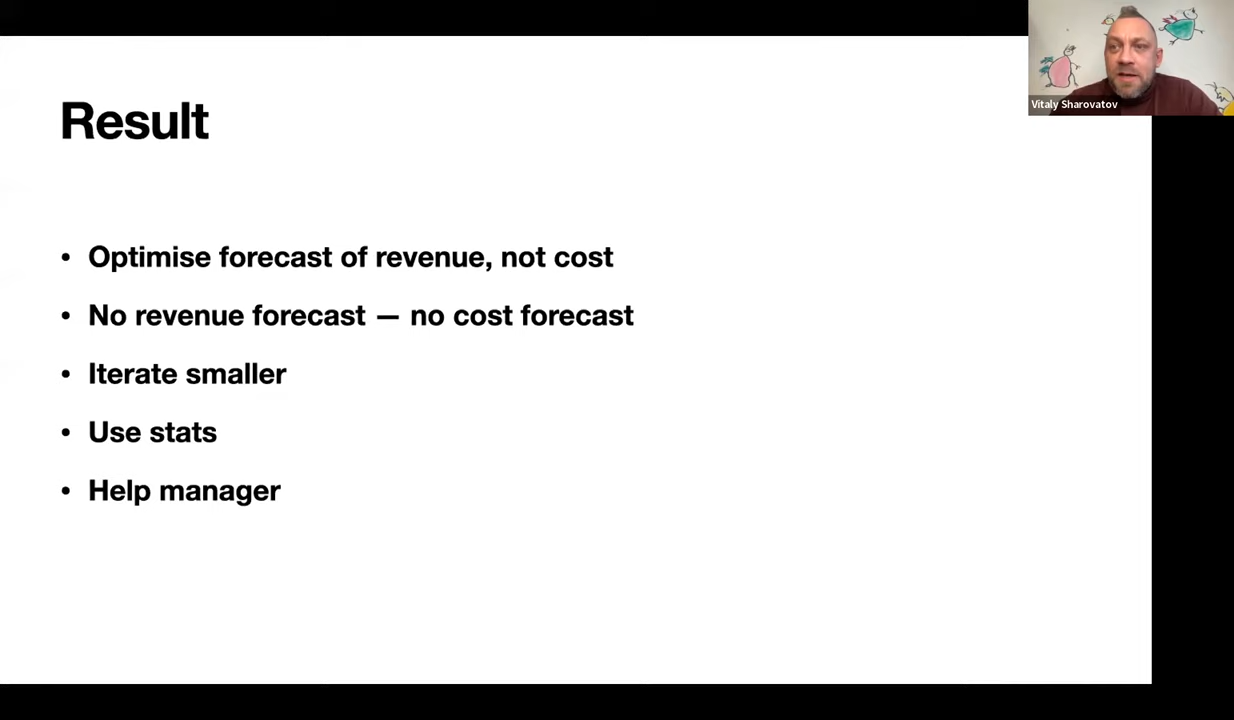 Vitaly Sharovatov
Result
• Optimise forecast of revenue, not cost
• No revenue forecast — no cost forecast
• Iterate smaller
• Use stats
• Help manager